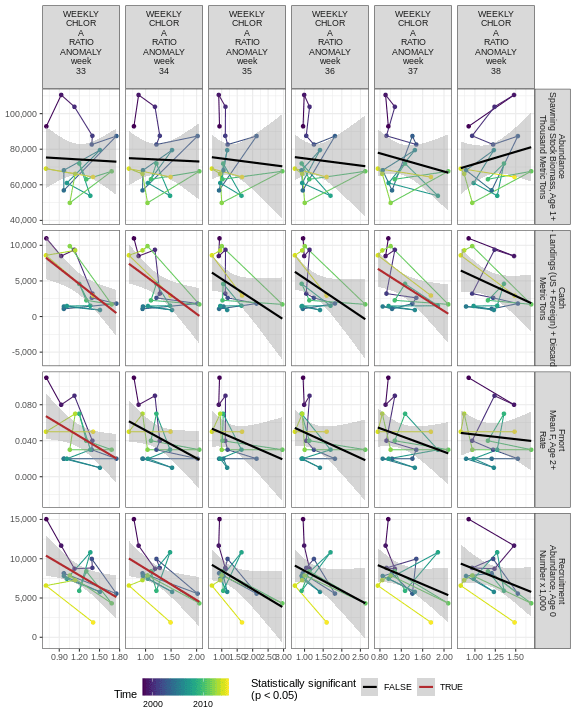 WEEKLY
CHLOR
A
RATIO
ANOMALY
week
33
WEEKLY
CHLOR
A
RATIO
ANOMALY
week
34
WEEKLY
CHLOR
A
RATIO
ANOMALY
week
35
WEEKLY
CHLOR
A
RATIO
ANOMALY
week
36
WEEKLY
CHLOR
A
RATIO
ANOMALY
week
37
WEEKLY
CHLOR
A
RATIO
ANOMALY
week
38
100,000
80,000
60,000
40,000
Abundance
Spawning Stock Biomass, Age 1+
Thousand Metric Tons
10,000
5,000
0
-5,000
Catch
Landings (US + Foreign) + Discard
Metric Tons
0.080
0.040
0.000
Fmort
Mean F, Age 2+
Rate
15,000
10,000
5,000
0
Recruitment
Abundance, Age 0
Number x 1,000
0.90 1.20 1.50 1.80
1.00 1.50 2.00
1.00 1.50 2.00 2.50 3.00
1.00 1.50 2.00 2.50
0.80 1.20 1.60 2.00
1.00 1.25 1.50
Time
2000 2010
Statistically significant
(p < 0.05)
FALSE
TRUE